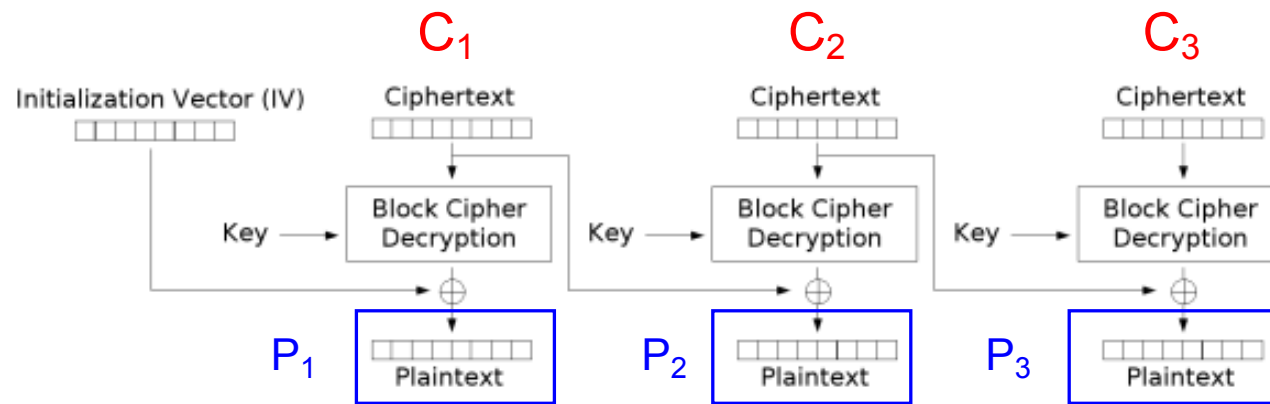 C₁ C₂ C₃
Initialization Vector (IV) Ciphertext Ciphertext Ciphertext
Key Block Cipher Decryption Key Block Cipher Decryption Key Block Cipher Decryption
P₁ P₂ P₃
Plaintext Plaintext Plaintext